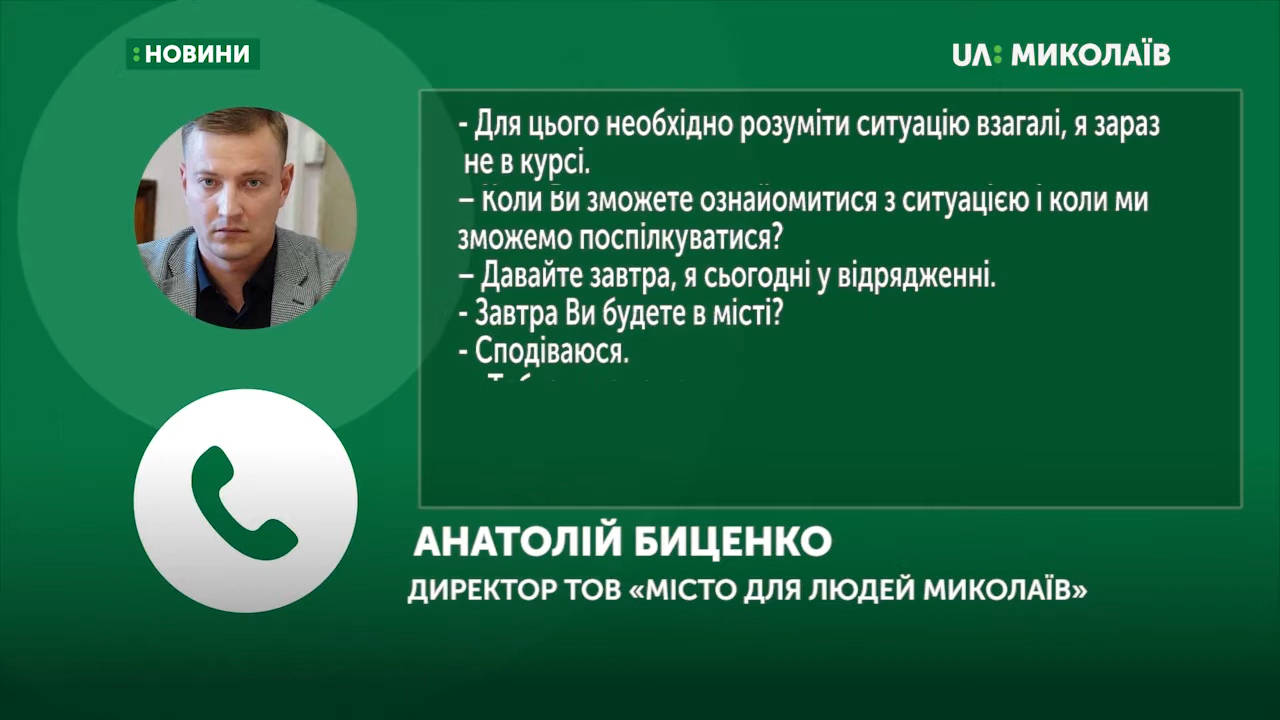 НОВИНИ
UA: МИКОЛАЇВ
- Для цього необхідно розуміти ситуацію взагалі, я зараз
не в курсі.
– Коли Ви зможете ознайомитися з ситуацією і коли ми
зможемо поспілкуватися?
– Давайте завтра, я сьогодні у відрядженні.
- Завтра Ви будете в місті?
- Сподіваюся.
АНАТОЛІЙ БИЦЕНКО
ДИРЕКТОР ТОВ «МІСТО ДЛЯ ЛЮДЕЙ МИКОЛАЇВ»